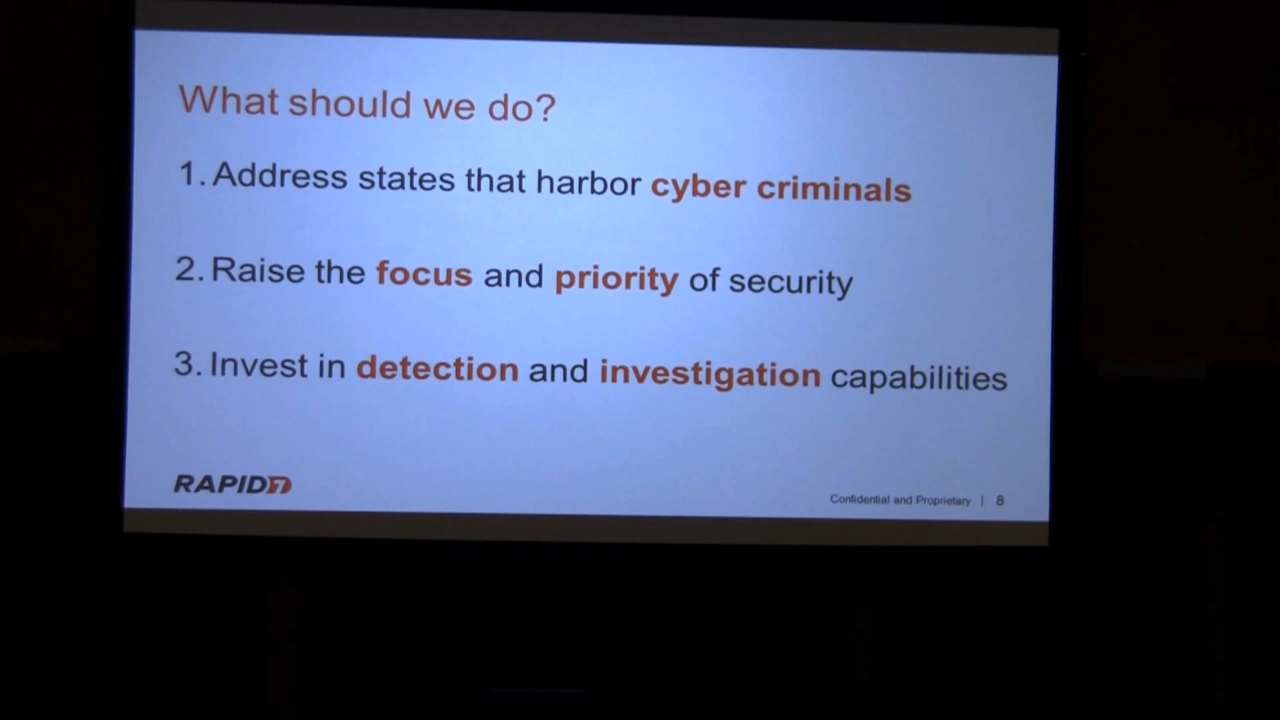 What should we do?
1. Address states that harbor cyber criminals
2. Raise the focus and priority of security
3. Invest in detection and investigation capabilities
RAPID7
Confidential and Proprietary | 8